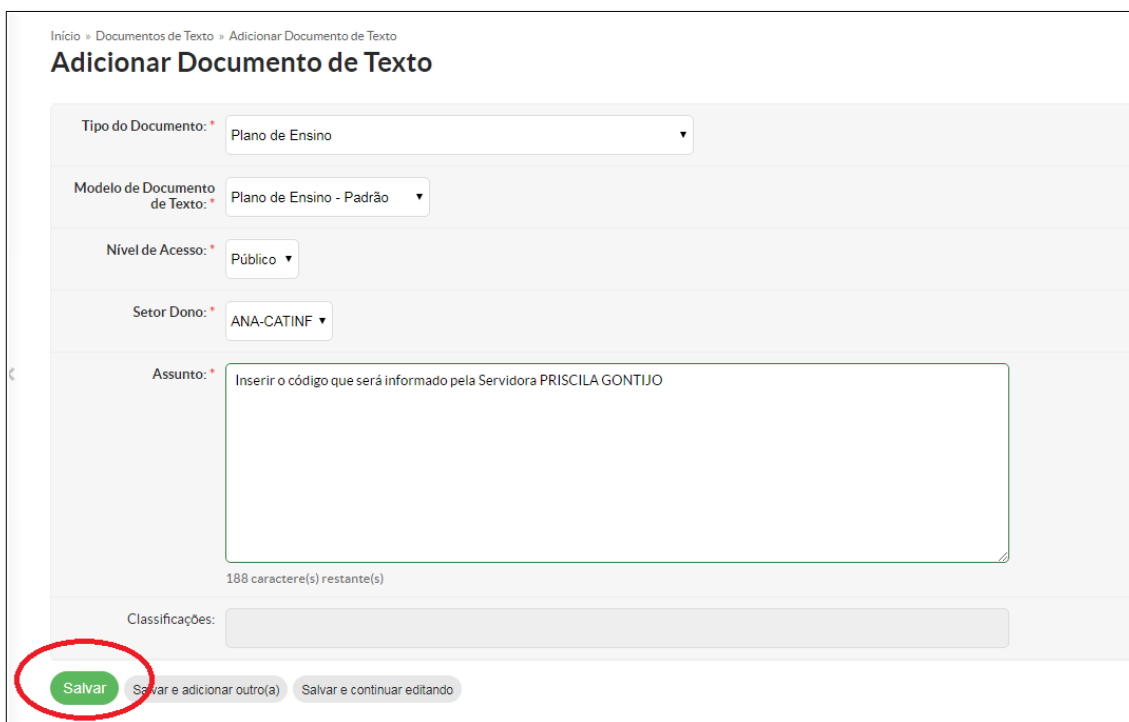 Início » Documentos de Texto » Adicionar Documento de Texto
Adicionar Documento de Texto
Tipo do Documento: * Plano de Ensino
Modelo de Documento
de Texto: * Plano de Ensino - Padrão
Nível de Acesso: * Público
Setor Dono: * ANA-CATINF
Assunto: * Inserir o código que será informado pela Servidora PRISCILA GONTIJO
188 caractere(s) restante(s)
Classificações:
Salvar Salvar e adicionar outro(a) Salvar e continuar editando